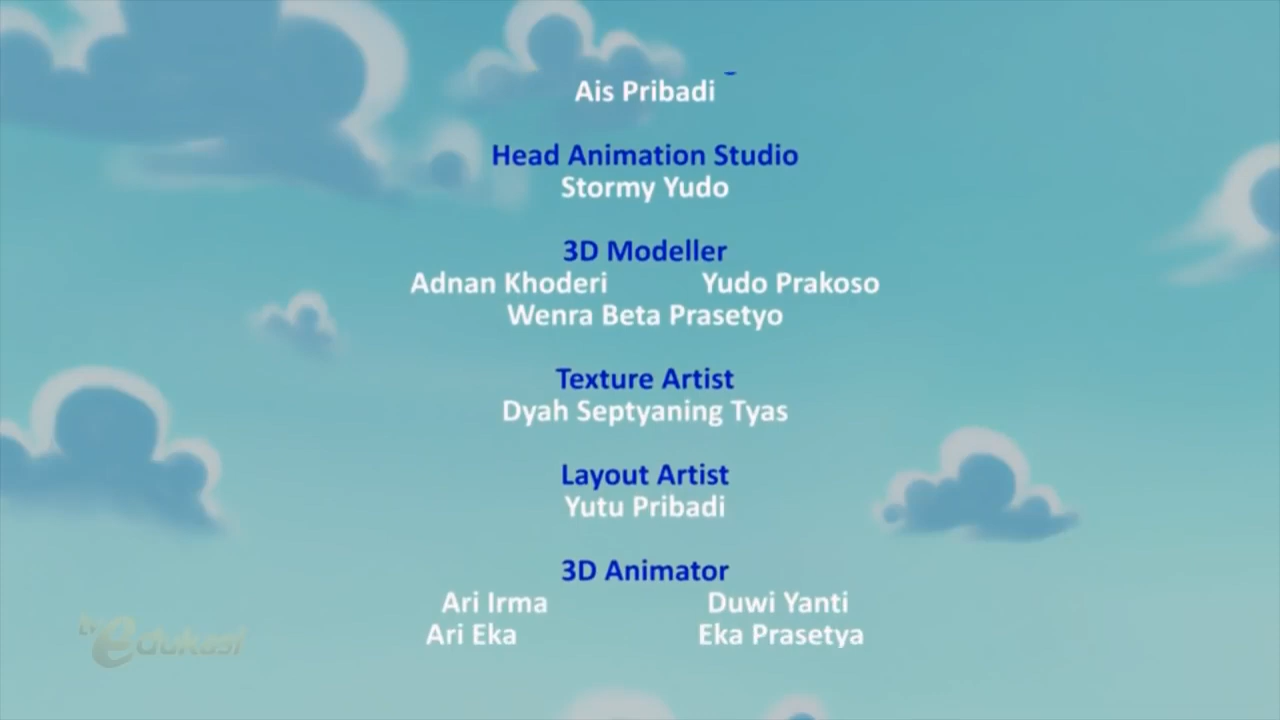 Ais Pribadi
Head Animation Studio
Stormy Yudo
3D Modeller
Adnan Khoderi Yudo Prakoso
Wenra Beta Prasetyo
Texture Artist
Dyah Septyaning Tyas
Layout Artist
Yutu Pribadi
3D Animator
Ari Irma Duwi Yanti
Ari Eka Eka Prasetya
tv edukasi